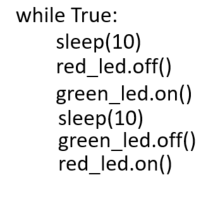 while True:
sleep(10)
red_led.off()
green_led.on()
sleep(10)
green_led.off()
red_led.on()